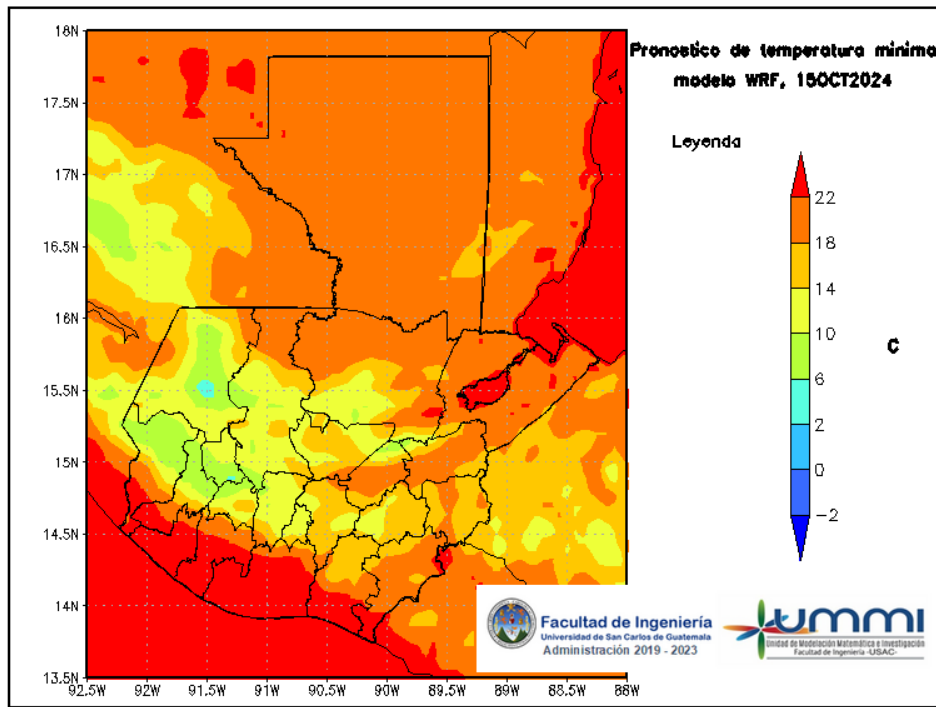 Pronostico de temperatura minima
modelo WRF, 15OCT2024
Leyenda
22
18
14
10
6
2
0
−2
C
18N
17.5N
17N
16.5N
16N
15.5N
15N
14.5N
14N
13.5N
92.5W 92W 91.5W 91W 90.5W 90W 89.5W 89W 88.5W 88W
Facultad de Ingeniería
Universidad de San Carlos de Guatemala
Administración 2019 - 2023
ummi
Unidad de Modelación Matemática e Investigación
Facultad de Ingeniería -USAC-